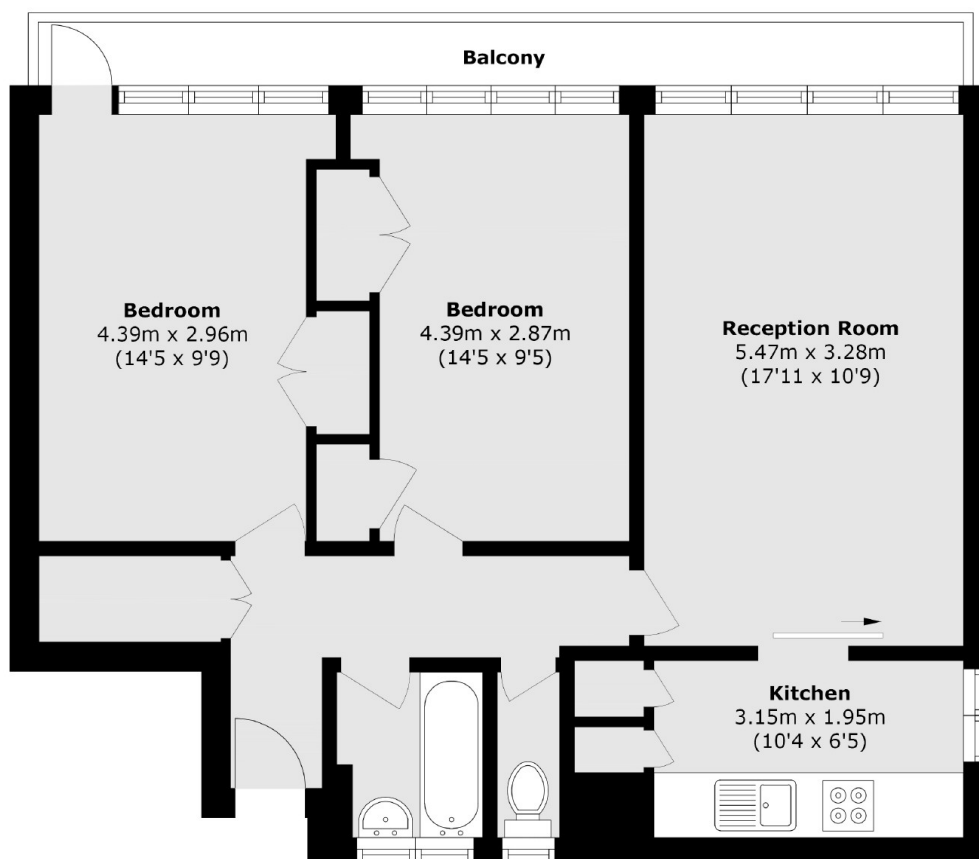 Balcony
Bedroom
4.39m x 2.96m
(14'5 x 9'9)
Bedroom
4.39m x 2.87m
(14'5 x 9'5)
Reception Room
5.47m x 3.28m
(17'11 x 10'9)
Kitchen
3.15m x 1.95m
(10'4 x 6'5)